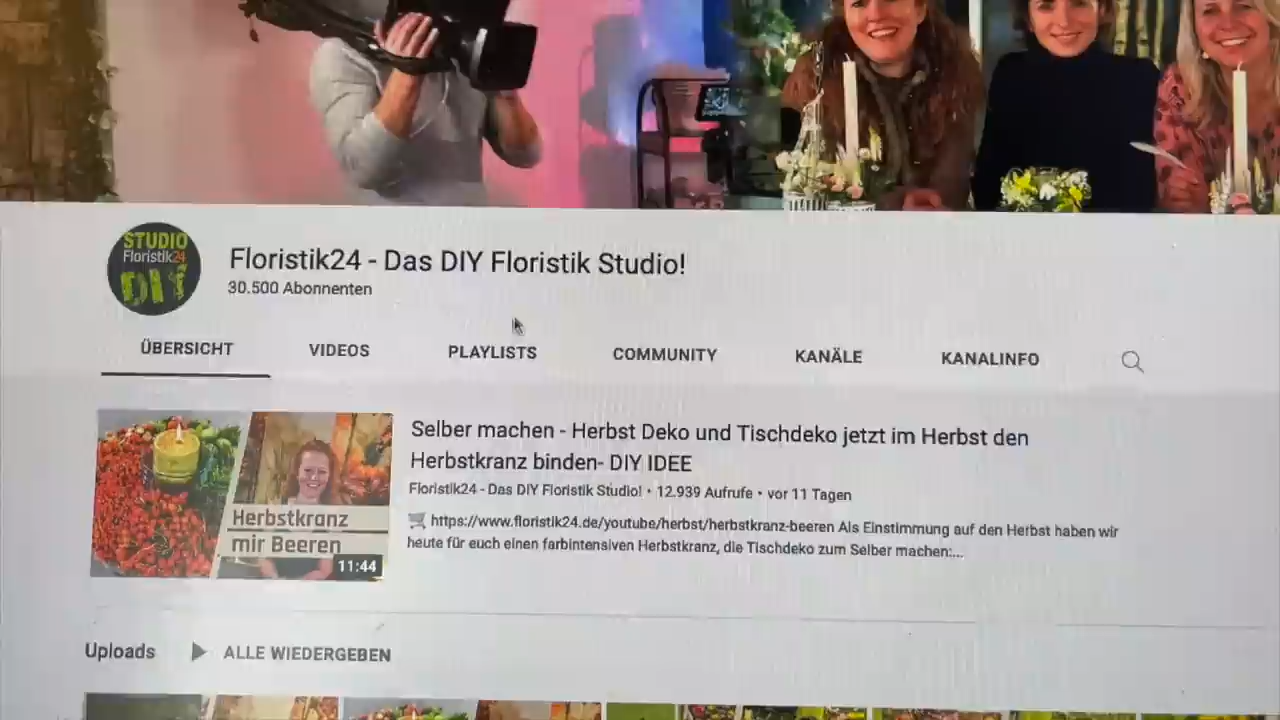 STUDIO
Floristik24
DIY
Floristik24 - Das DIY Floristik Studio!
30.500 Abonnenten
ÜBERSICHT
VIDEOS
PLAYLISTS
COMMUNITY
KANÄLE
KANALINFO
Herbstkranz
mir Beeren
11:44
Selber machen - Herbst Deko und Tischdeko jetzt im Herbst den
Herbstkranz binden- DIY IDEE
Floristik24 - Das DIY Floristik Studio! • 12.939 Aufrufe • vor 11 Tagen
https://www.floristik24.de/youtube/herbst/herbstkranz-beeren Als Einstimmung auf den Herbst haben wir
heute für euch einen farbintensiven Herbstkranz, die Tischdeko zum Selber machen:...
Uploads
ALLE WIEDERGEBEN